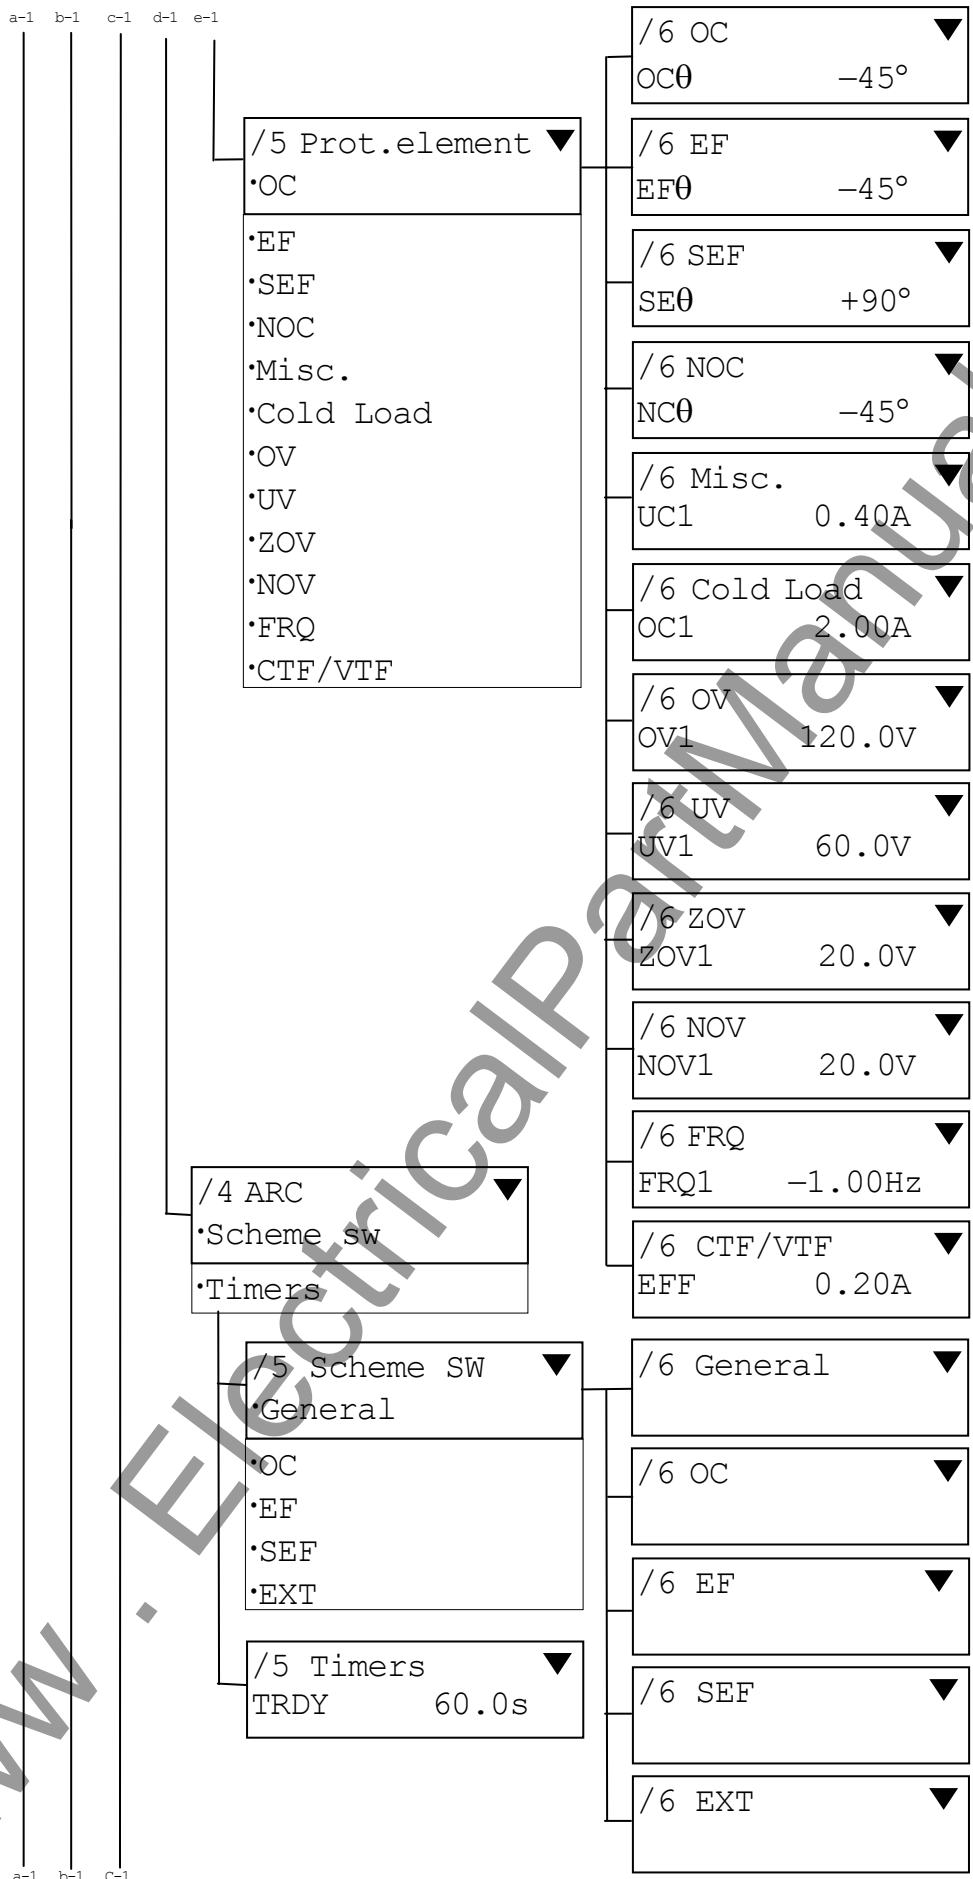 a-1 b-1 c-1 d-1 e-1
/5 Prot.element ▼
·OC
·EF
·SEF
·NOC
·Misc.
·Cold Load
·OV
·UV
·ZOV
·NOV
·FRQ
·CTF/VTF
/6 OC ▼
OCθ −45°
/6 EF ▼
EFθ −45°
/6 SEF ▼
SEθ +90°
/6 NOC ▼
NCθ −45°
/6 Misc. ▼
UC1 0.40A
/6 Cold Load ▼
OC1 2.00A
/6 OV ▼
OV1 120.0V
/6 UV ▼
UV1 60.0V
/6 ZOV ▼
ZOV1 20.0V
/6 NOV ▼
NOV1 20.0V
/6 FRQ ▼
FRQ1 −1.00Hz
/6 CTF/VTF ▼
EFF 0.20A
/4 ARC ▼
·Scheme sw
·Timers
/5 Scheme SW ▼
·General
·OC
·EF
·SEF
·EXT
/5 Timers ▼
TRDY 60.0s
/6 General ▼
/6 OC ▼
/6 EF ▼
/6 SEF ▼
/6 EXT ▼
a-1 b-1 C-1
w . ElectricalPartManual